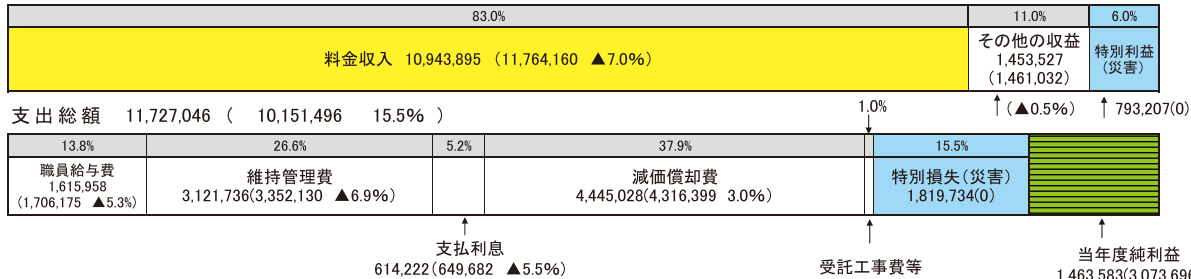 83.0%
11.0%
6.0%
料金収入 10,943,895 (11,764,160 ▲7.0%)
その他の収益
1,453,527
(1,461,032)
特別利益
(災害)
(▲0.5%)
793,207(0)
支出総額 11,727,046 ( 10,151,496 15.5% )
1.0%
13.8%
26.6%
5.2%
37.9%
15.5%
職員給与費
1,615,958
(1,706,175 ▲5.3%)
維持管理費
3,121,736(3,352,130 ▲6.9%)
減価償却費
4,445,028(4,316,399 3.0%)
特別損失(災害)
1,819,734(0)
支払利息
614,222(649,682 ▲5.5%)
受託工事費等
当年度純利益
1,463,583(3,073,696